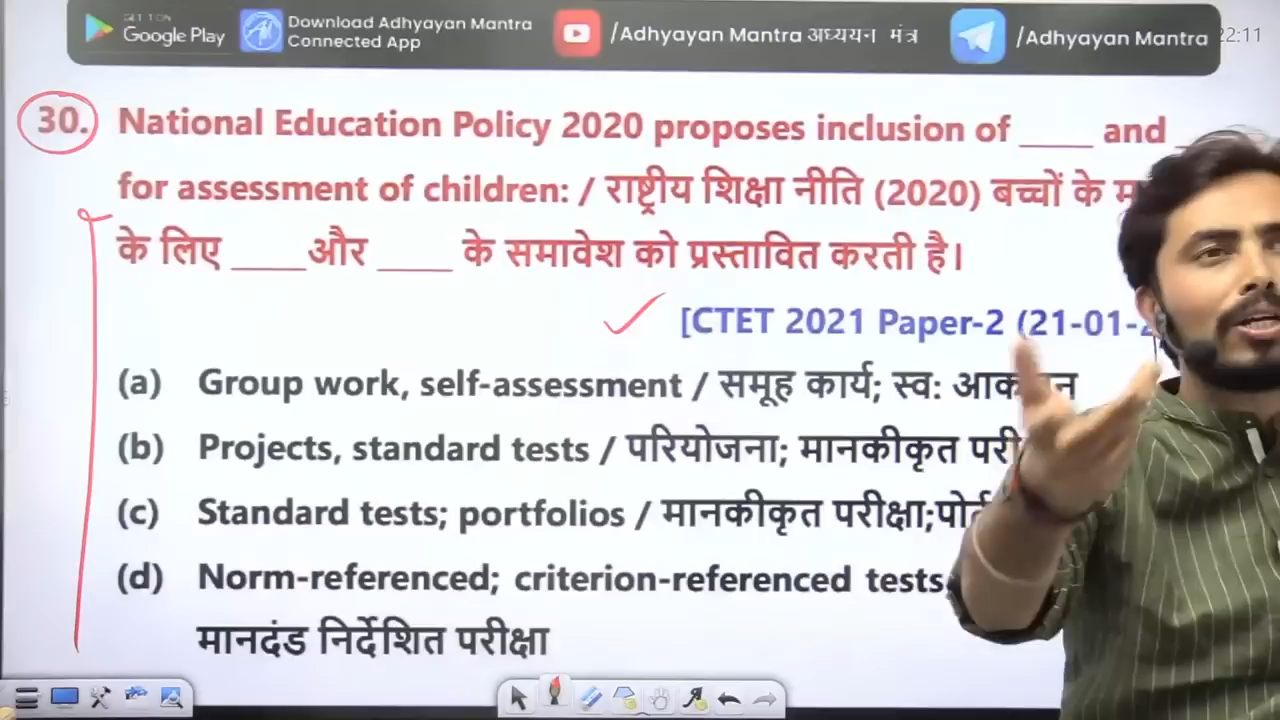 GET IT ON
Google Play
Download Adhyayan Mantra
Connected App
/Adhyayan Mantra अध्ययन मंत्र
/Adhyayan Mantra
22:11
30. National Education Policy 2020 proposes inclusion of ____ and
for assessment of children: / राष्ट्रीय शिक्षा नीति (2020) बच्चों के
के लिए ____ और ____ के समावेश को प्रस्तावित करती है।
[CTET 2021 Paper-2 (21-01-
(a) Group work, self-assessment / समूह कार्य; स्व:
(b) Projects, standard tests / परियोजना; मानकीकृत
(c) Standard tests; portfolios / मानकीकृत परीक्षा;
(d) Norm-referenced; criterion-referenced tests
मानदंड निर्देशित परीक्षा